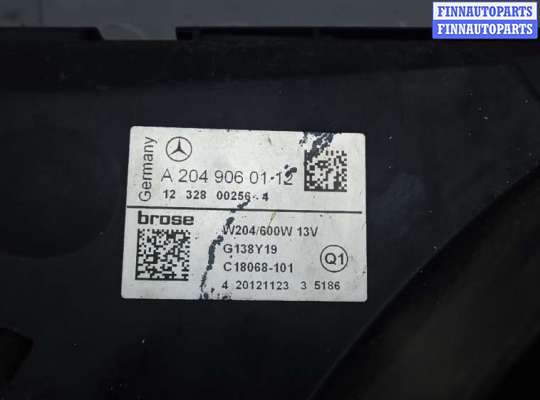 FINNAUTOPARTS
FINNAUTOPARTS
Germany
A 204 906 01-12
12 328 00256-4
brose
W204/600W 13V
G138Y19
C18068-101
Q1
4 20121123 3 5186